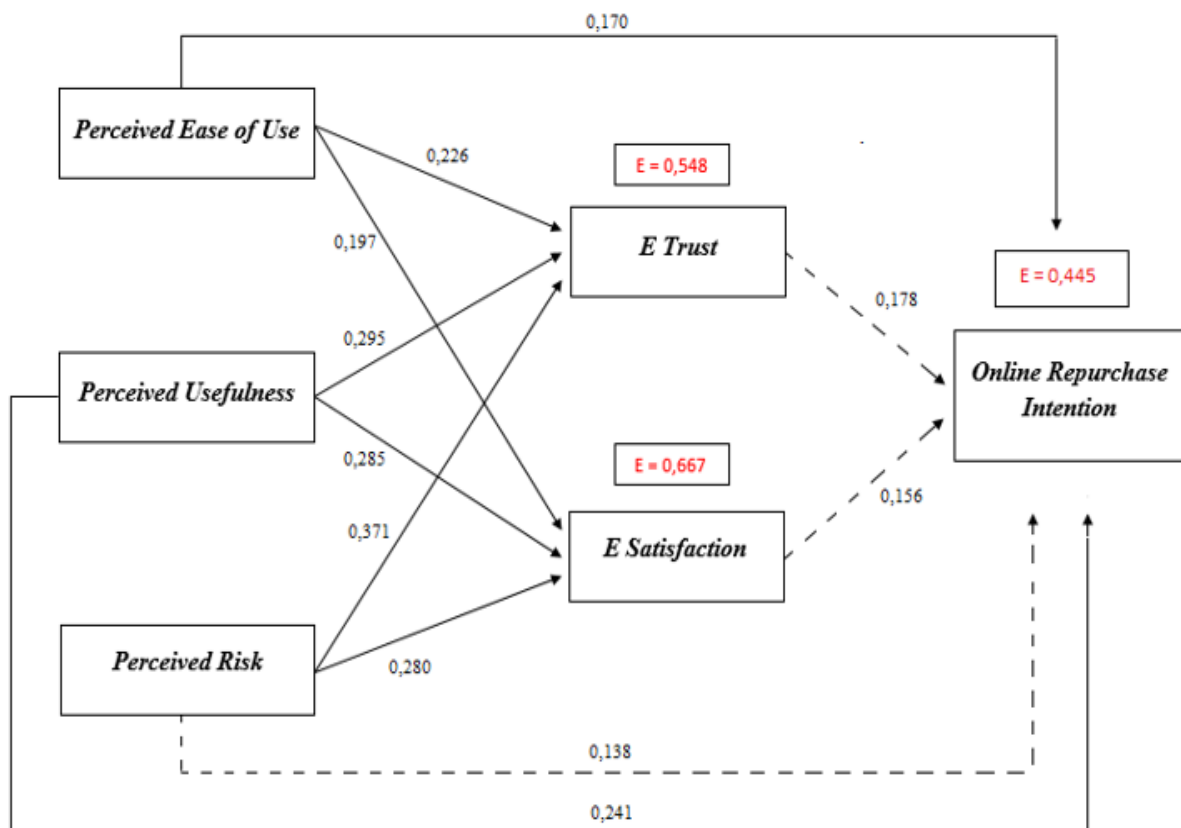 0,170
Perceived Ease of Use
0,226
E = 0,548
0,197
E Trust
E = 0,445
0,178
0,295
Perceived Usefulness
Online Repurchase
Intention
0,285
E = 0,667
0,156
0,371
E Satisfaction
Perceived Risk
0,280
0,138
0,241